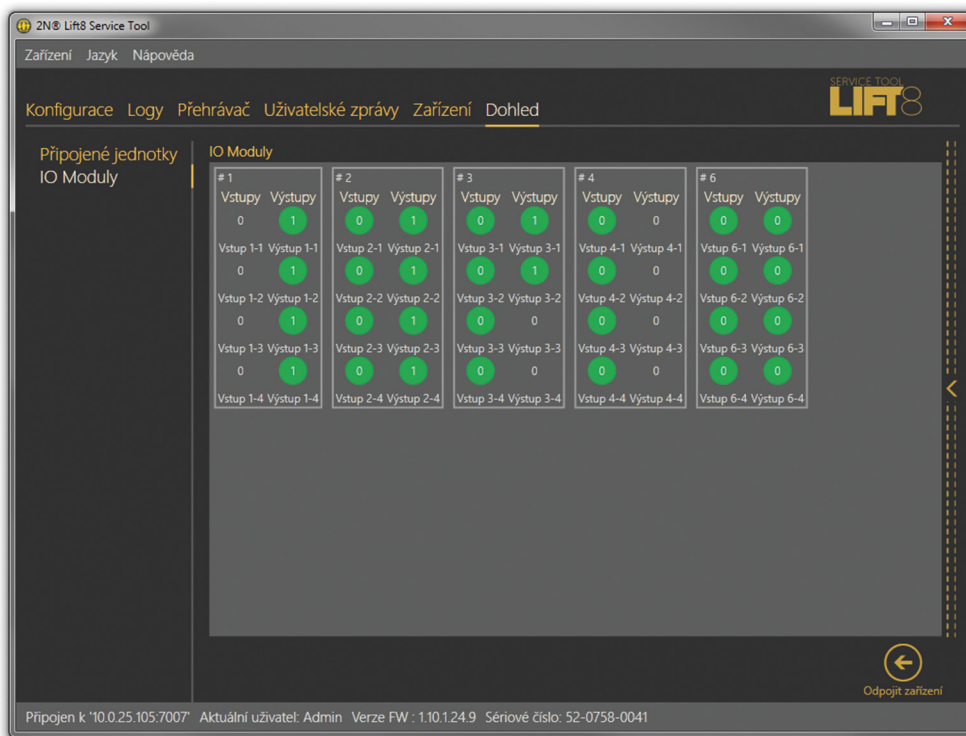 2N® Lift8 Service Tool
Zařízení Jazyk Nápověda
SERVICE TOOL
LIFT8
Konfigurace Logy Přehrávač Uživatelské zprávy Zařízení Dohled
Připojené jednotky
IO Moduly
IO Moduly
# 1 # 2 # 3 # 4 # 6
Vstupy Výstupy Vstupy Výstupy Vstupy Výstupy Vstupy Výstupy Vstupy Výstupy
0 1 0 1 0 1 0 0 0 0
Vstup 1-1 Výstup 1-1 Vstup 2-1 Výstup 2-1 Vstup 3-1 Výstup 3-1 Vstup 4-1 Výstup 4-1 Vstup 6-1 Výstup 6-1
0 1 0 1 0 1 0 0 0 0
Vstup 1-2 Výstup 1-2 Vstup 2-2 Výstup 2-2 Vstup 3-2 Výstup 3-2 Vstup 4-2 Výstup 4-2 Vstup 6-2 Výstup 6-2
0 1 0 1 0 0 0 0 0 0
Vstup 1-3 Výstup 1-3 Vstup 2-3 Výstup 2-3 Vstup 3-3 Výstup 3-3 Vstup 4-3 Výstup 4-3 Vstup 6-3 Výstup 6-3
0 1 0 1 0 0 0 0 0 0
Vstup 1-4 Výstup 1-4 Vstup 2-4 Výstup 2-4 Vstup 3-4 Výstup 3-4 Vstup 4-4 Výstup 4-4 Vstup 6-4 Výstup 6-4
Odpojit zařízení
Připojen k '10.0.25.105:7007' Aktuální uživatel: Admin Verze FW : 1.10.1.24.9 Sériové číslo: 52-0758-0041